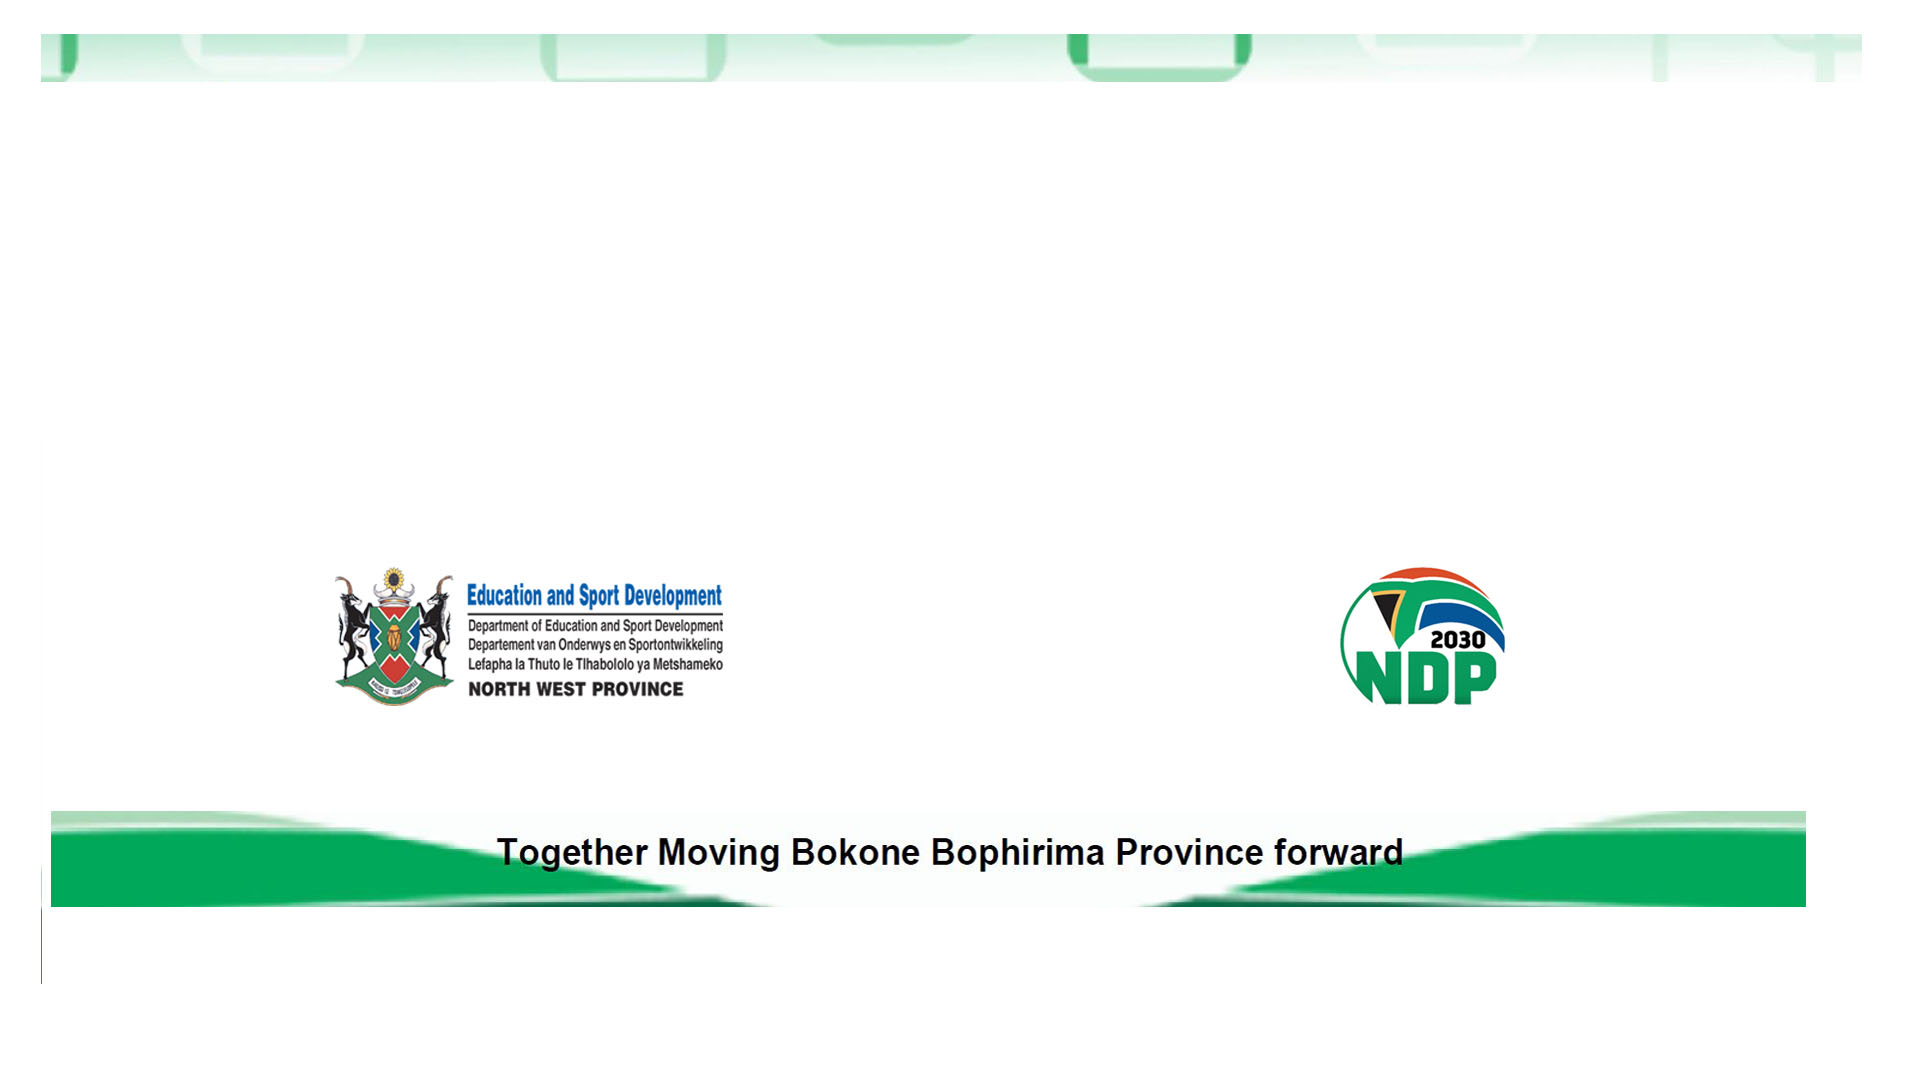 Education and Sport Development
Department of Education and Sport Development
Departement van Onderwys en Sportontwikkeling
Lefapha la Thuto le Tlhabololo ya Metshameko
NORTH WEST PROVINCE
2030
NDP
Together Moving Bokone Bophirima Province forward